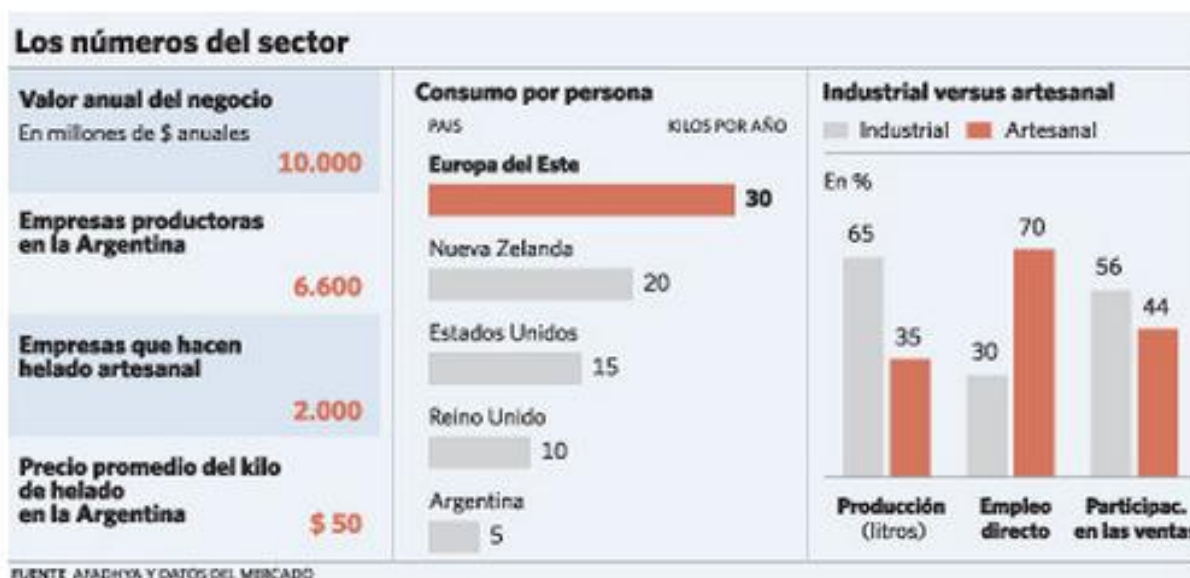 Los números del sector
Valor anual del negocio
En millones de $ anuales
10.000
Empresas productoras
en la Argentina
6.600
Empresas que hacen
helado artesanal
2.000
Precio promedio del kilo
de helado
en la Argentina
$ 50
Consumo por persona
PAIS KILOS POR AÑO
Europa del Este
30
Nueva Zelanda
20
Estados Unidos
15
Reino Unido
10
Argentina
5
Industrial versus artesanal
Industrial Artesanal
En %
65 35 30 70 56 44
Producción
(litros)
Empleo
directo
Participac.
en las ventas
FUENTE AFADHYA Y DATOS DEL MERCADO